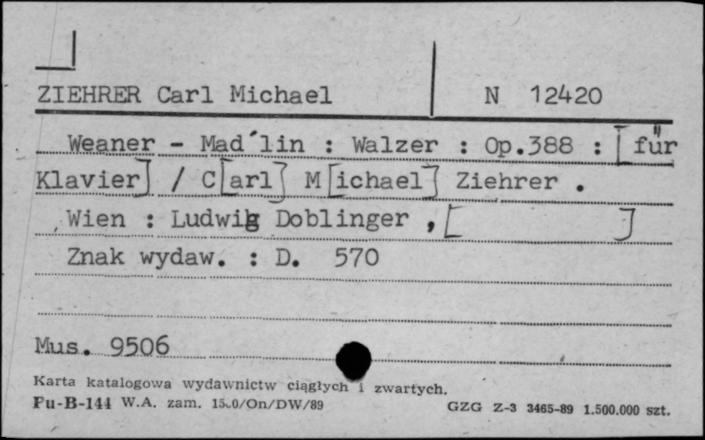 ZIEHRER Carl Michael N 12420
Weaner - Mad´lin : Walzer : Op.388 : [für
Klavier] / C[arl] M[ichael] Ziehrer .
Wien : Ludwig Doblinger , [ ]
Znak wydaw. : D. 570
Mus. 9506
Karta katalogowa wydawnictw ciągłych i zwartych.
Pu-B-144 W.A. zam. /On/DW/89 GZG Z-3 3465-89 1.500.000 szt.